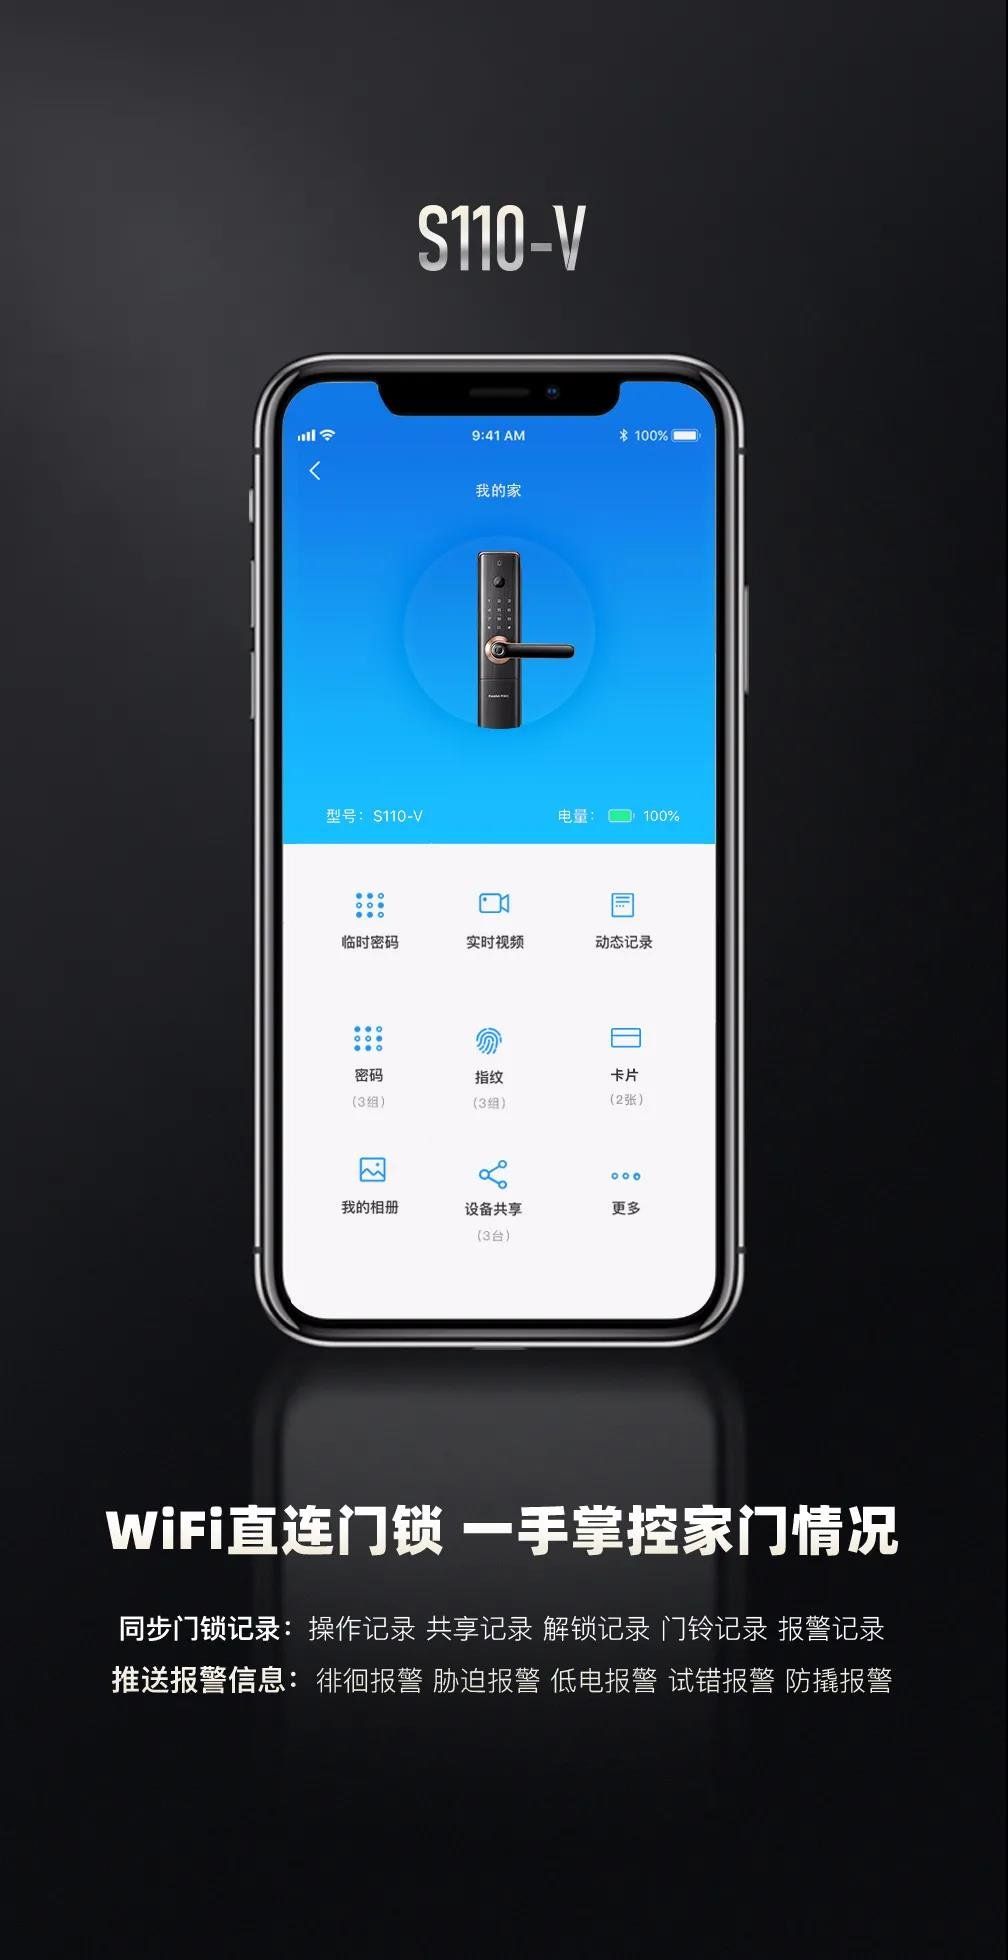 S110-V
9:41 AM
100%
我的家
型号：S110-V
电量： 100%
临时密码 实时视频 动态记录
密码 指纹 卡片
（3组） （3组） （2张）
我的相册 设备共享 更多
（3台）
WiFi直连门锁 一手掌控家门情况
同步门锁记录：操作记录 共享记录 解锁记录 门铃记录 报警记录
推送报警信息：徘徊报警 胁迫报警 低电报警 试错报警 防撬报警